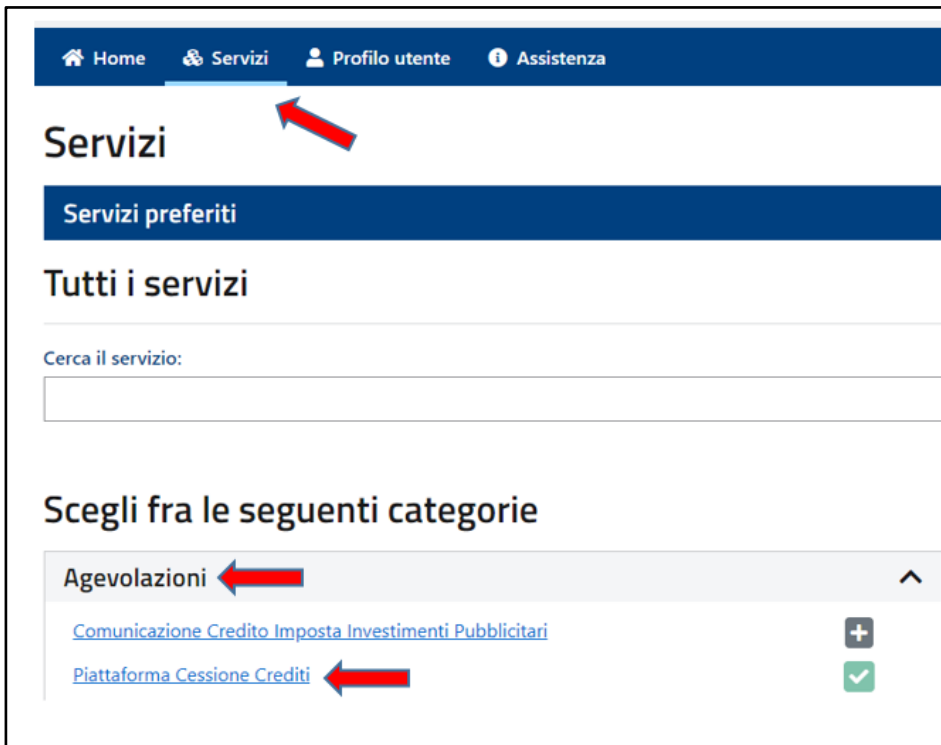 Home Servizi Profilo utente Assistenza
Servizi
Servizi preferiti
Tutti i servizi
Cerca il servizio:
Scegli fra le seguenti categorie
Agevolazioni
Comunicazione Credito Imposta Investimenti Pubblicitari
Piattaforma Cessione Crediti